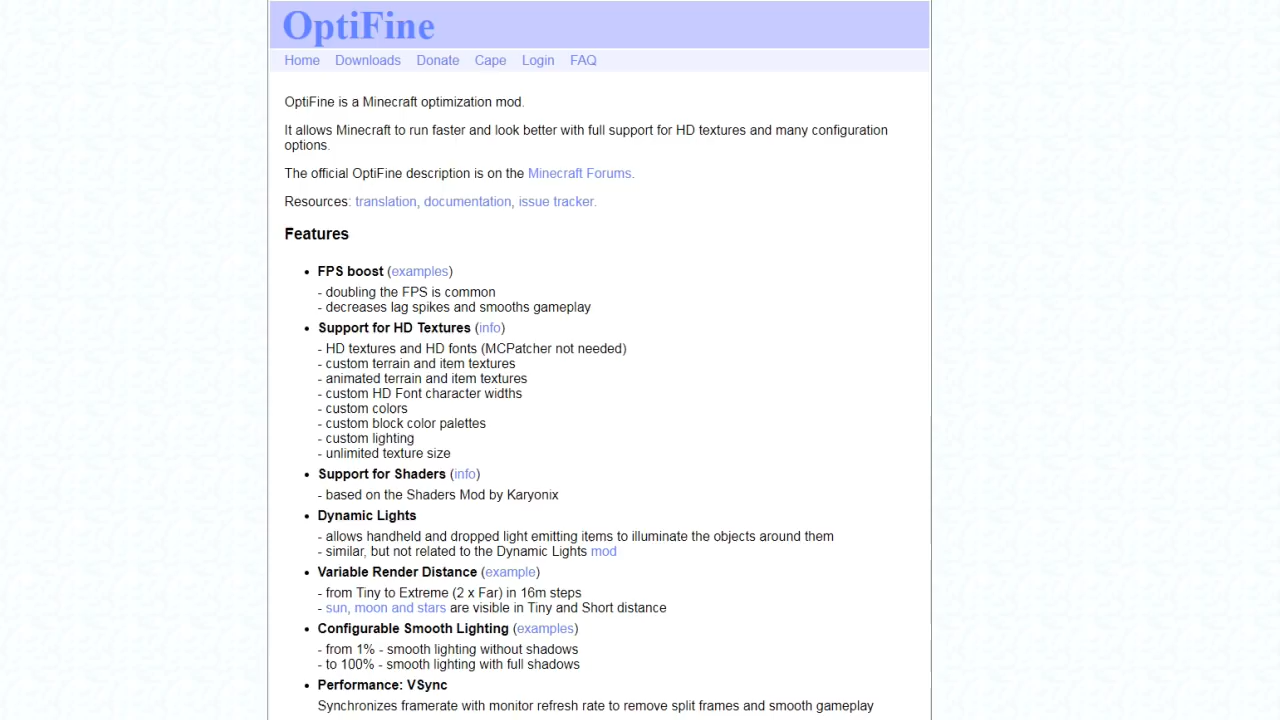 OptiFine
Home Downloads Donate Cape Login FAQ
OptiFine is a Minecraft optimization mod.
It allows Minecraft to run faster and look better with full support for HD textures and many configuration
options.
The official OptiFine description is on the Minecraft Forums.
Resources: translation, documentation, issue tracker.
Features
• FPS boost (examples)
- doubling the FPS is common
- decreases lag spikes and smooths gameplay
• Support for HD Textures (info)
- HD textures and HD fonts (MCPatcher not needed)
- custom terrain and item textures
- animated terrain and item textures
- custom HD Font character widths
- custom colors
- custom block color palettes
- custom lighting
- unlimited texture size
• Support for Shaders (info)
- based on the Shaders Mod by Karyonix
• Dynamic Lights
- allows handheld and dropped light emitting items to illuminate the objects around them
- similar, but not related to the Dynamic Lights mod
• Variable Render Distance (example)
- from Tiny to Extreme (2 x Far) in 16m steps
- sun, moon and stars are visible in Tiny and Short distance
• Configurable Smooth Lighting (examples)
- from 1% - smooth lighting without shadows
- to 100% - smooth lighting with full shadows
• Performance: VSync
Synchronizes framerate with monitor refresh rate to remove split frames and smooth gameplay